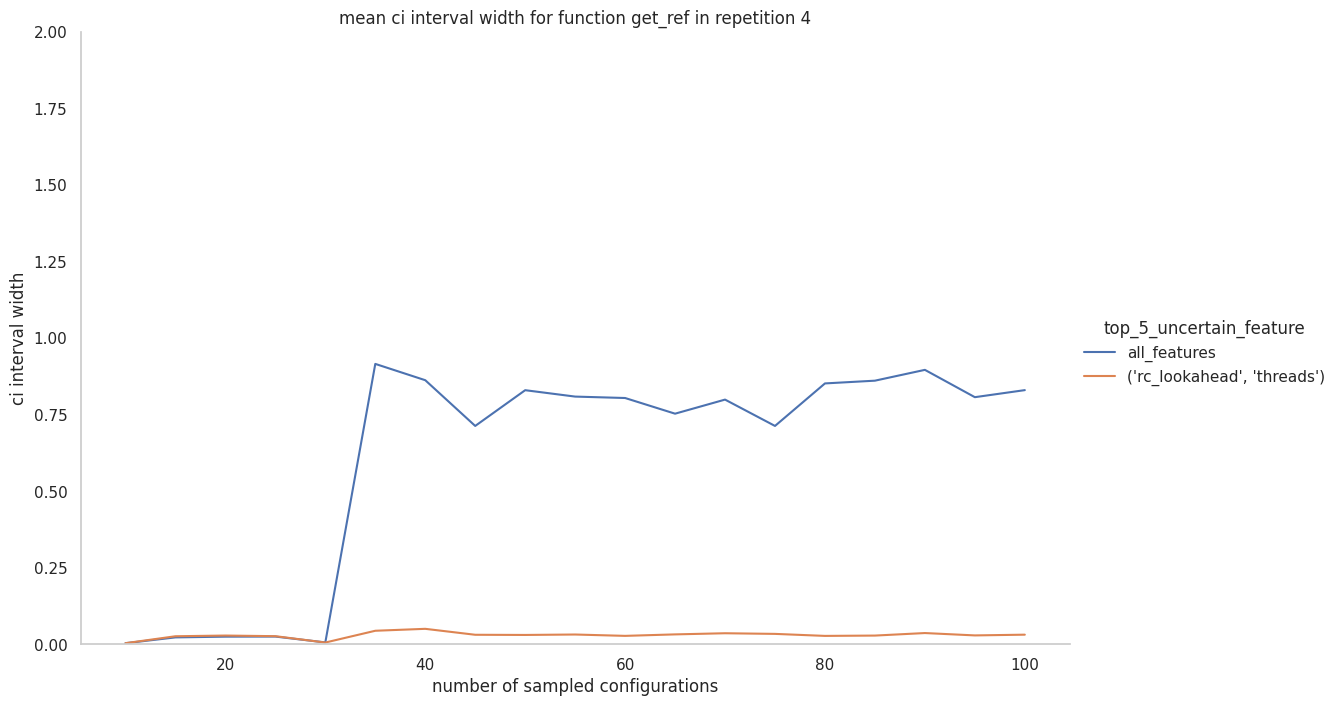 mean ci interval width for function get_ref in repetition 4
2.00
1.75
1.50
1.25
1.00
0.75
0.50
0.25
0.00
ci interval width
20
40
60
80
100
number of sampled configurations
top_5_uncertain_feature
all_features
('rc_lookahead', 'threads')